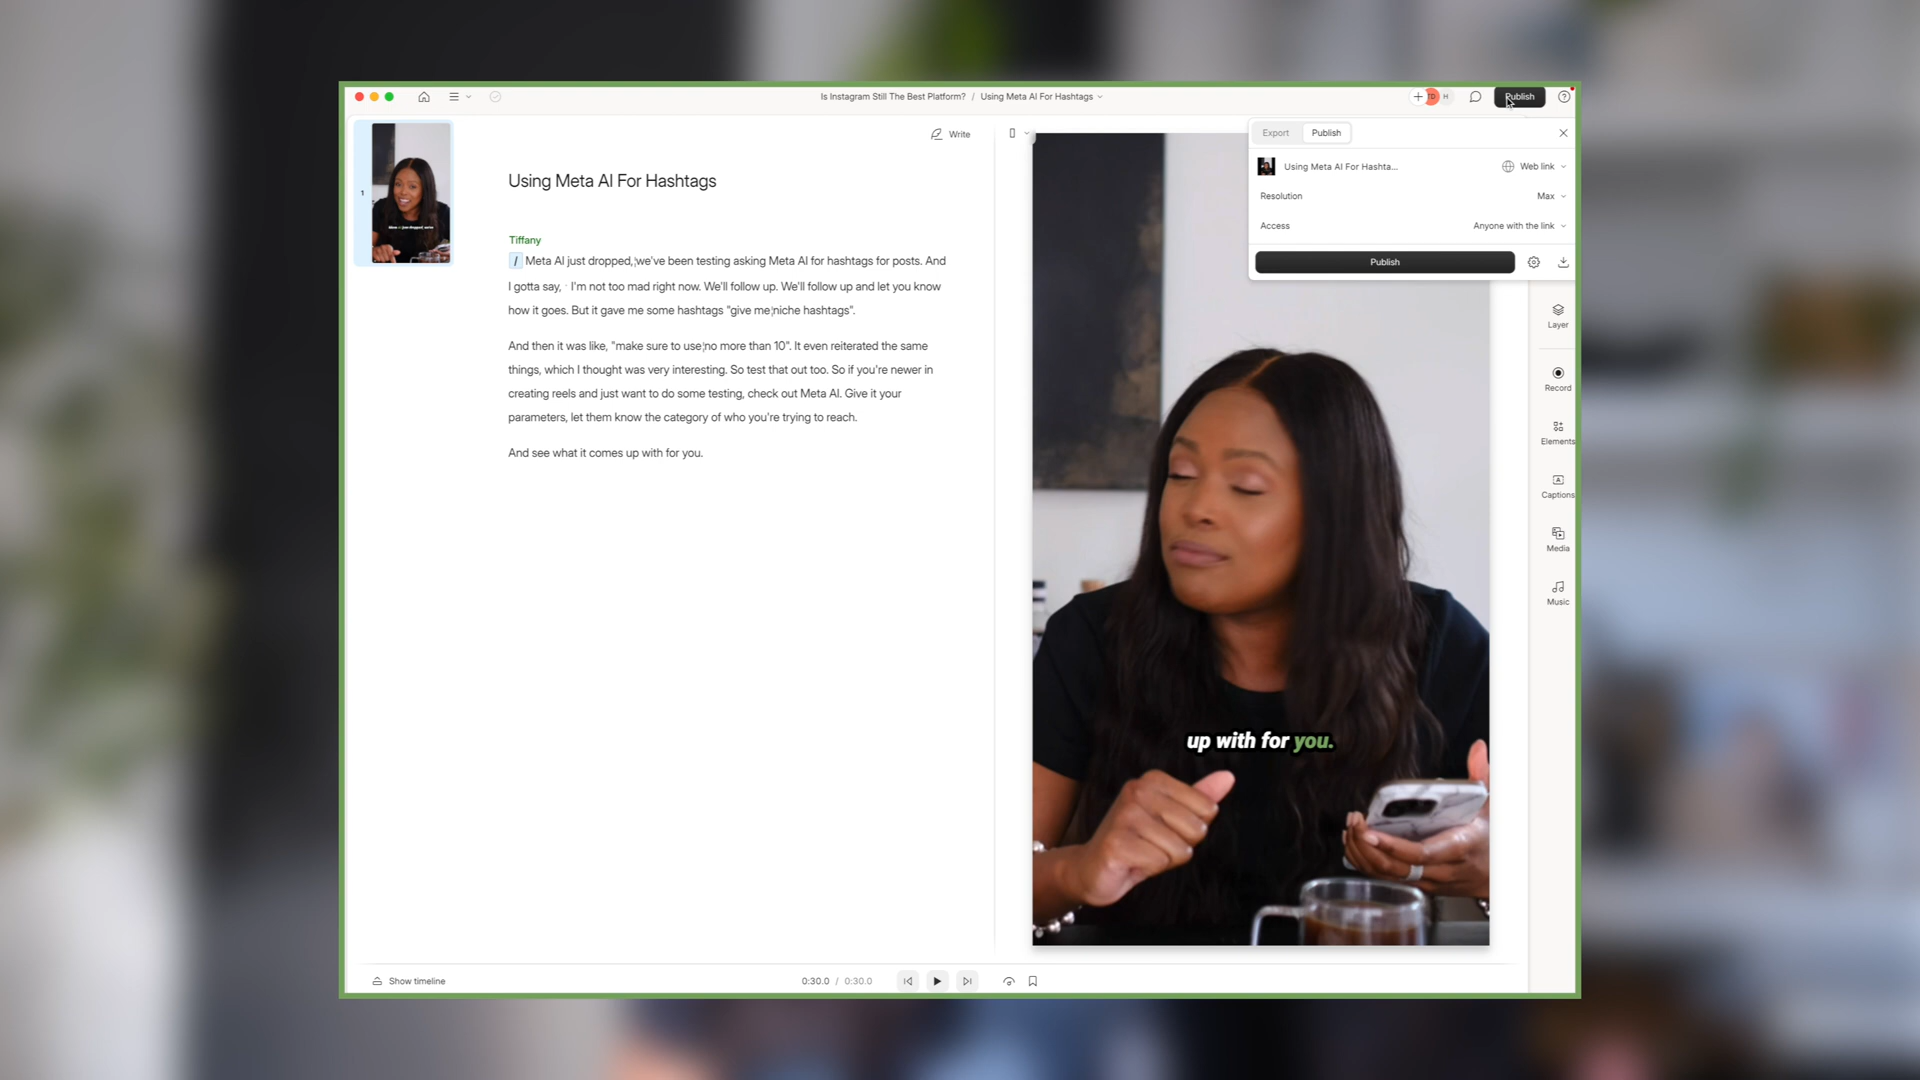 Is Instagram Still The Best Platform? / Using Meta AI For Hashtags
TD H
Publish
Write
Export Publish
Using Meta AI For Hashta... Web link
Resolution Max
Access Anyone with the link
Publish
1
Using Meta AI For Hashtags
Tiffany
/ Meta AI just dropped, we've been testing asking Meta AI for hashtags for posts. And
I gotta say, I'm not too mad right now. We'll follow up. We'll follow up and let you know
how it goes. But it gave me some hashtags "give me niche hashtags".
And then it was like, "make sure to use no more than 10". It even reiterated the same
things, which I thought was very interesting. So test that out too. So if you're newer in
creating reels and just want to do some testing, check out Meta AI. Give it your
parameters, let them know the category of who you're trying to reach.
And see what it comes up with for you.
Layer
Record
Elements
Captions
Media
Music
up with for you.
Show timeline
0:30.0 / 0:30.0